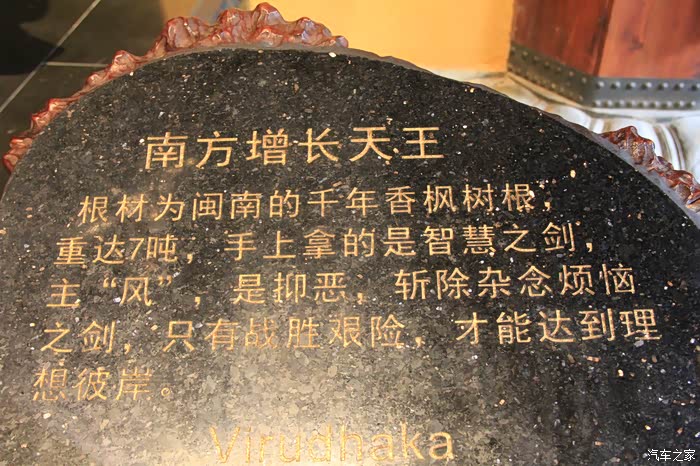 南方增长天王
根材为闽南的千年香枫树根，
重达7吨，手上拿的是智慧之剑，
主“风”，是抑恶，斩除杂念烦恼
之剑，只有战胜艰险，才能达到理
想彼岸。
Virudhaka
汽车之家